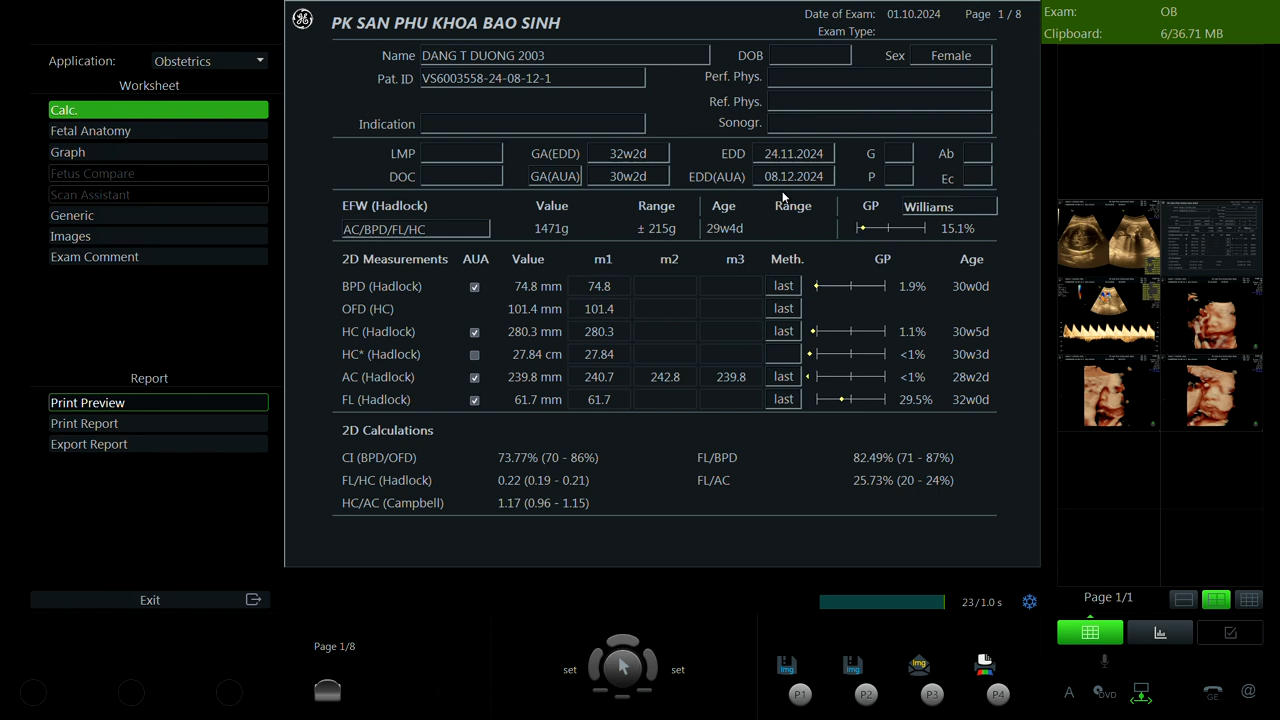 PK SAN PHU KHOA BAO SINH
Date of Exam: 01.10.2024 Page 1 / 8
Exam Type:
Exam: OB
Clipboard: 6/36.71 MB
Application: Obstetrics
Worksheet
Calc.
Fetal Anatomy
Graph
Fetus Compare
Scan Assistant
Generic
Images
Exam Comment
Report
Print Preview
Print Report
Export Report
Exit
Name DANG T DUONG 2003 DOB Sex Female
Pat. ID VS6003558-24-08-12-1 Perf. Phys.
Ref. Phys.
Indication Sonogr.
LMP GA(EDD) 32w2d EDD 24.11.2024 G Ab
DOC GA(AUA) 30w2d EDD(AUA) 08.12.2024 P Ec
EFW (Hadlock) Value Range Age Range GP Williams
AC/BPD/FL/HC 1471g ± 215g 29w4d 15.1%
2D Measurements AUA Value m1 m2 m3 Meth. GP Age
BPD (Hadlock) 74.8 mm 74.8 last 1.9% 30w0d
OFD (HC) 101.4 mm 101.4 last
HC (Hadlock) 280.3 mm 280.3 last 1.1% 30w5d
HC* (Hadlock) 27.84 cm 27.84 <1% 30w3d
AC (Hadlock) 239.8 mm 240.7 242.8 239.8 last <1% 28w2d
FL (Hadlock) 61.7 mm 61.7 last 29.5% 32w0d
2D Calculations
CI (BPD/OFD) 73.77% (70 - 86%) FL/BPD 82.49% (71 - 87%)
FL/HC (Hadlock) 0.22 (0.19 - 0.21) FL/AC 25.73% (20 - 24%)
HC/AC (Campbell) 1.17 (0.96 - 1.15)
23/1.0 s
Page 1/1
Page 1/8
set set
Img Img Img
P1 P2 P3 P4
A DVD GE @